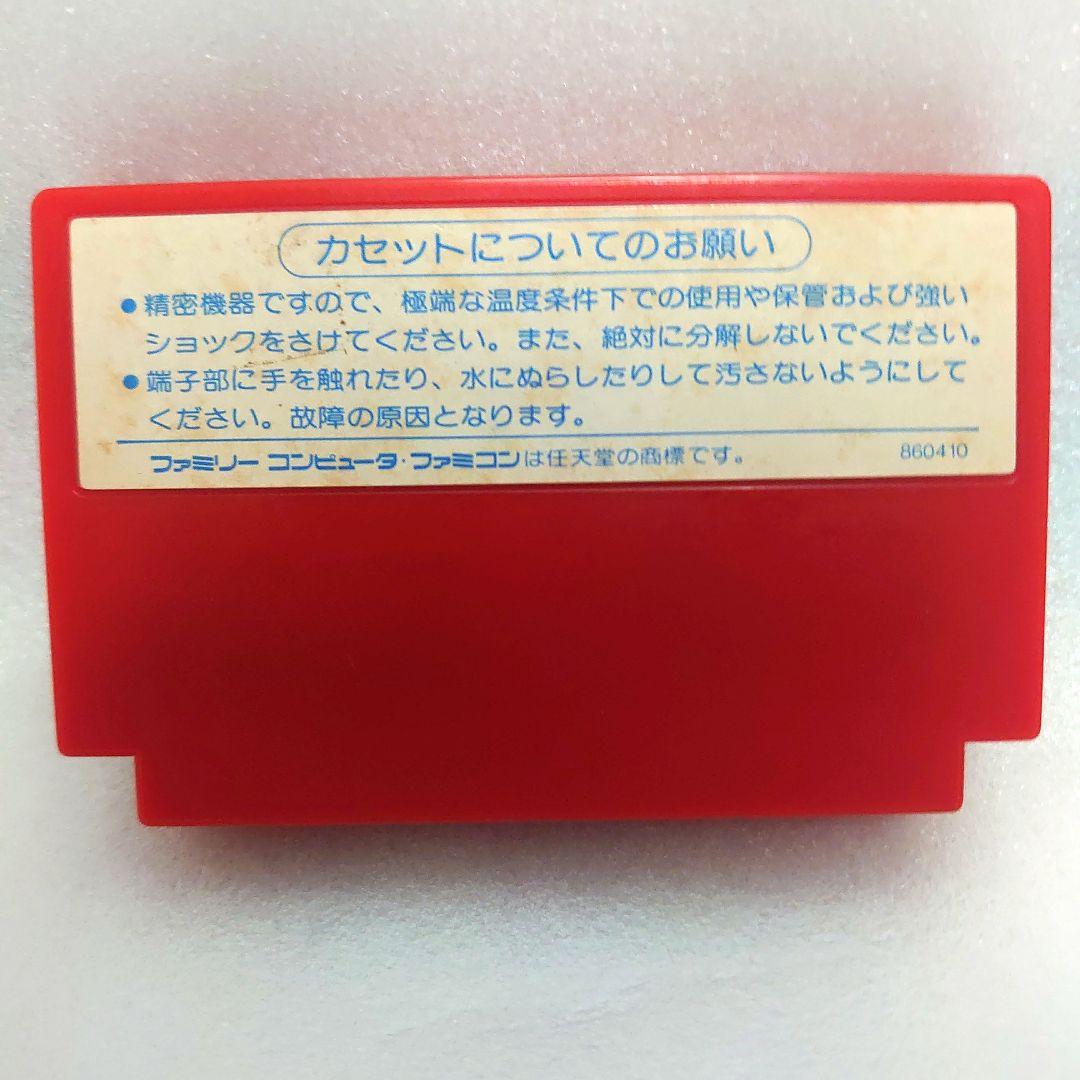 カセットについてのお願い
●精密機器ですので、極端な温度条件下での使用や保管および強い
ショックをさけてください。また、絶対に分解しないでください。
●端子部に手を触れたり、水にぬらしたりして汚さないようにして
ください。故障の原因となります。
ファミリーコンピュータ・ファミコンは任天堂の商標です。 860410